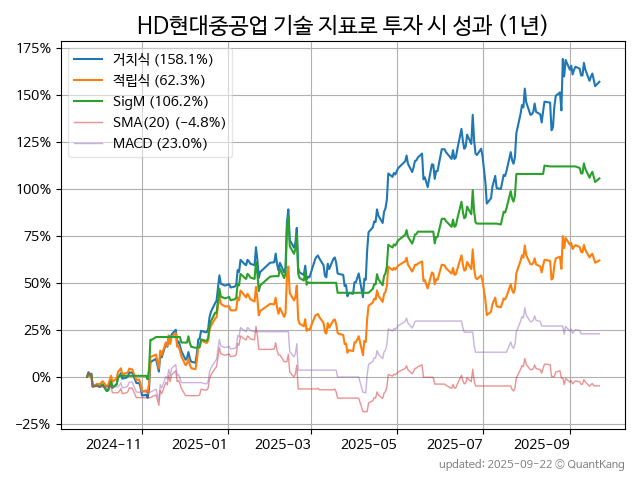 HD현대중공업 기술 지표로 투자 시 성과 (1년)
175%
150%
125%
100%
75%
50%
25%
0%
−25%
거치식 (158.1%)
적립식 (62.3%)
SigM (106.2%)
SMA(20) (-4.8%)
MACD (23.0%)
2024-11
2025-01
2025-03
2025-05
2025-07
2025-09
updated: 2025-09-22 © QuantKang